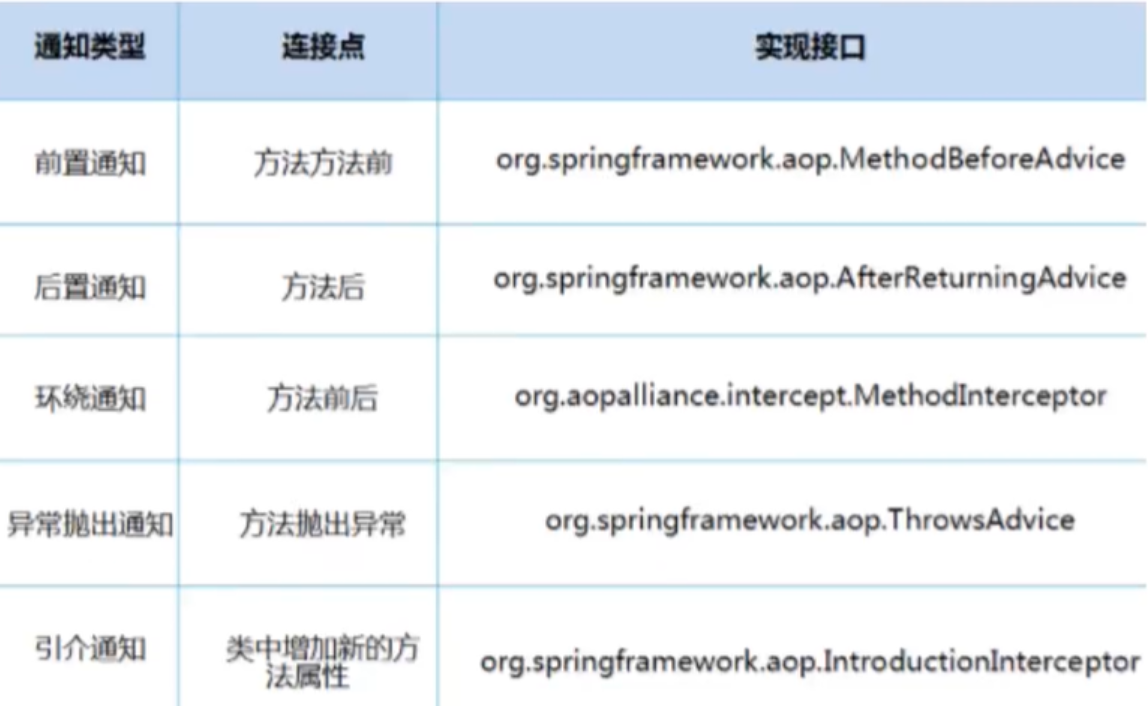 通知类型 连接点 实现接口
前置通知 方法方法前 org.springframework.aop.MethodBeforeAdvice
后置通知 方法后 org.springframework.aop.AfterReturningAdvice
环绕通知 方法前后 org.aopalliance.intercept.MethodInterceptor
异常抛出通知 方法抛出异常 org.springframework.aop.ThrowsAdvice
引介通知 类中增加新的方
法属性 org.springframework.aop.IntroductionInterceptor